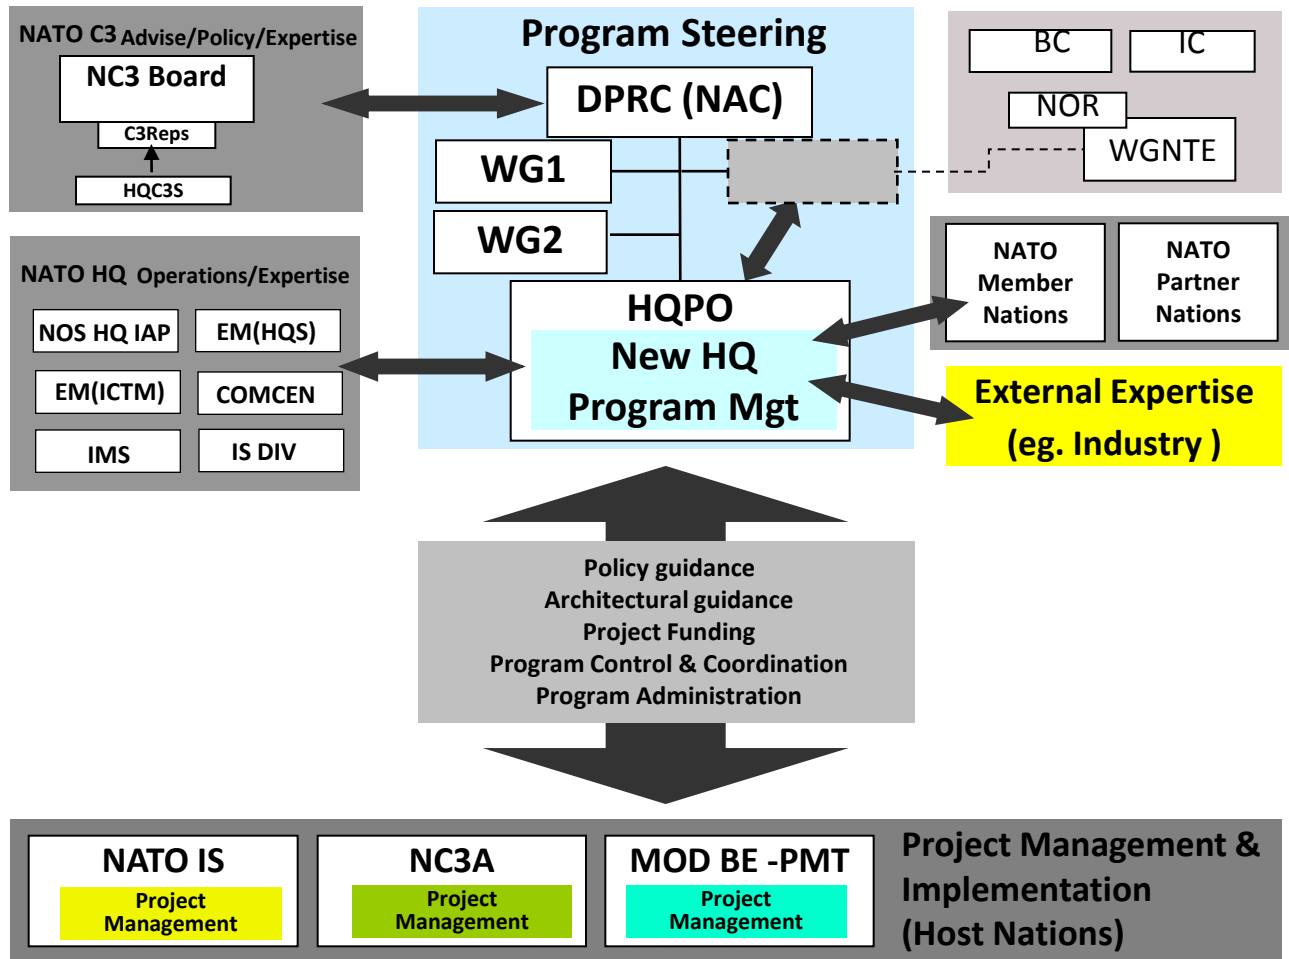 NATO C3 Advise/Policy/Expertise
NC3 Board
C3Reps
HQC3S
Program Steering
DPRC (NAC)
WG1
WG2
BC
IC
NOR
WGNTE
NATO HQ Operations/Expertise
NOS HQ IAP
EM(HQS)
EM(ICTM)
COMCEN
IMS
IS DIV
HQPO
New HQ
Program Mgt
NATO
Member
Nations
NATO
Partner
Nations
External Expertise
(eg. Industry )
Policy guidance
Architectural guidance
Project Funding
Program Control & Coordination
Program Administration
NATO IS
Project
Management
NC3A
Project
Management
MOD BE -PMT
Project
Management
Project Management &
Implementation
(Host Nations)